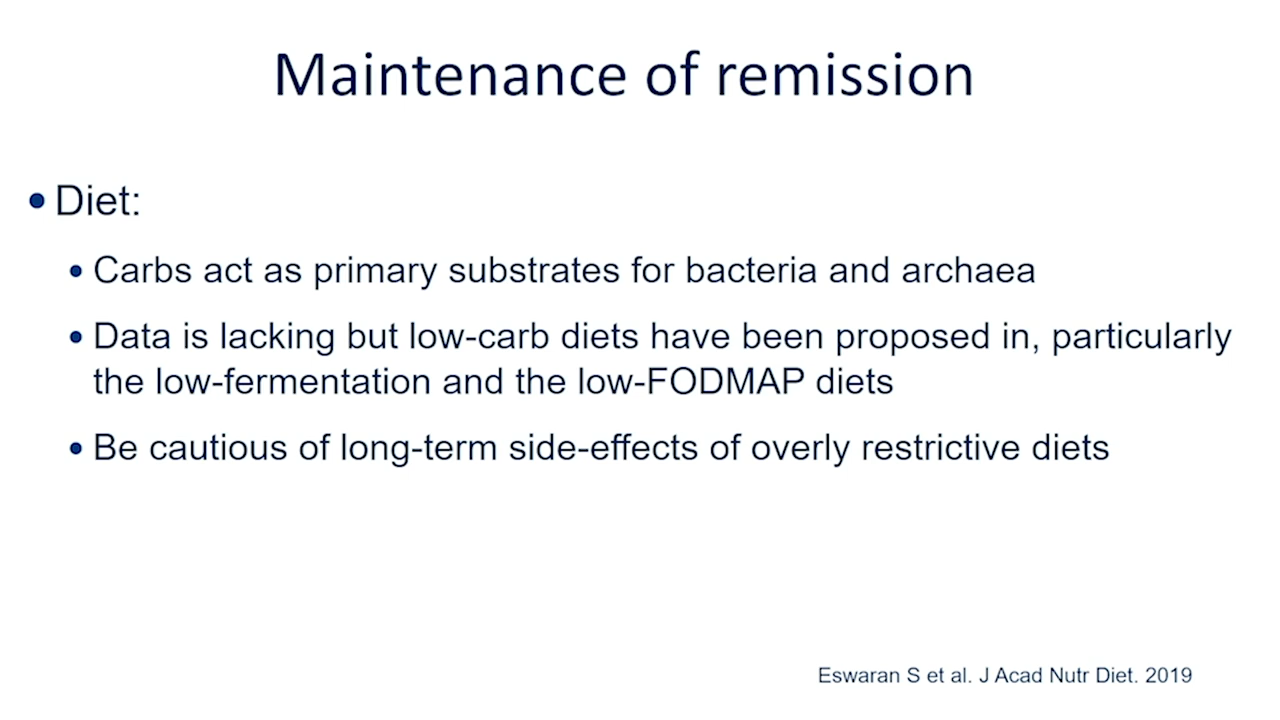 Maintenance of remission
• Diet:
• Carbs act as primary substrates for bacteria and archaea
• Data is lacking but low-carb diets have been proposed in, particularly
the low-fermentation and the low-FODMAP diets
• Be cautious of long-term side-effects of overly restrictive diets
Eswaran S et al. J Acad Nutr Diet. 2019